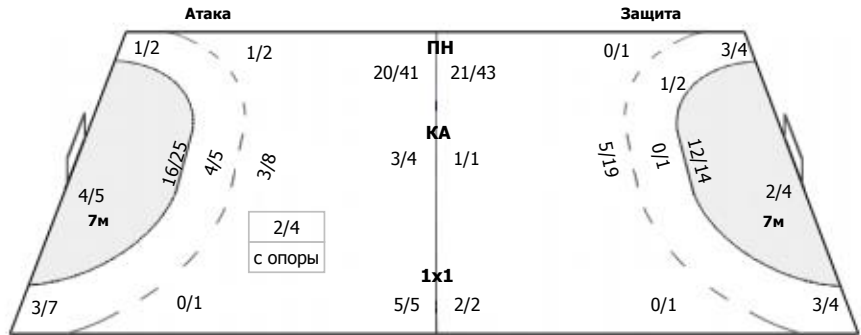 Атака Защита
1/2 1/2 ПН 0/1 3/4
20/41 21/43
1/2
КА
16/25 4/5 3/8 3/4 1/1 5/19 0/1 12/14
4/5 2/4
7м 7м
2/4
с опоры
1x1
3/7 0/1 5/5 2/2 0/1 3/4